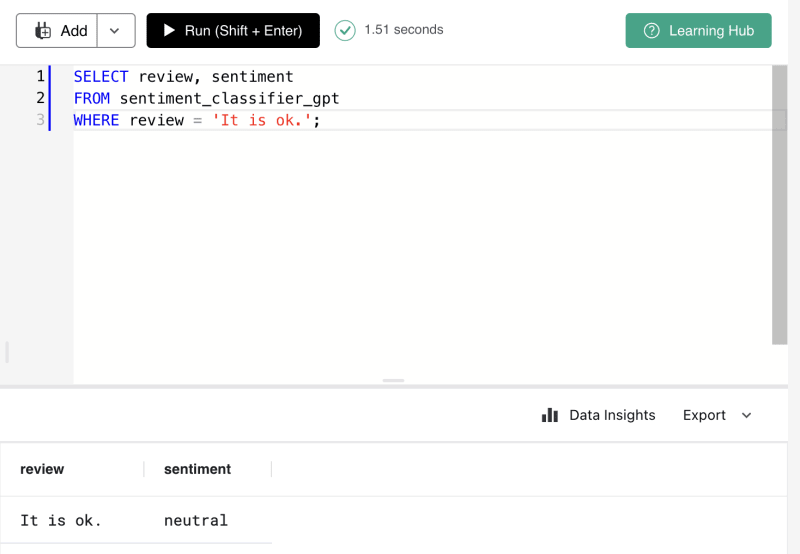 Add
Run (Shift + Enter)
1.51 seconds
Learning Hub
1 SELECT review, sentiment
2 FROM sentiment_classifier_gpt
3 WHERE review = 'It is ok.';
Data Insights
Export
review sentiment
It is ok. neutral